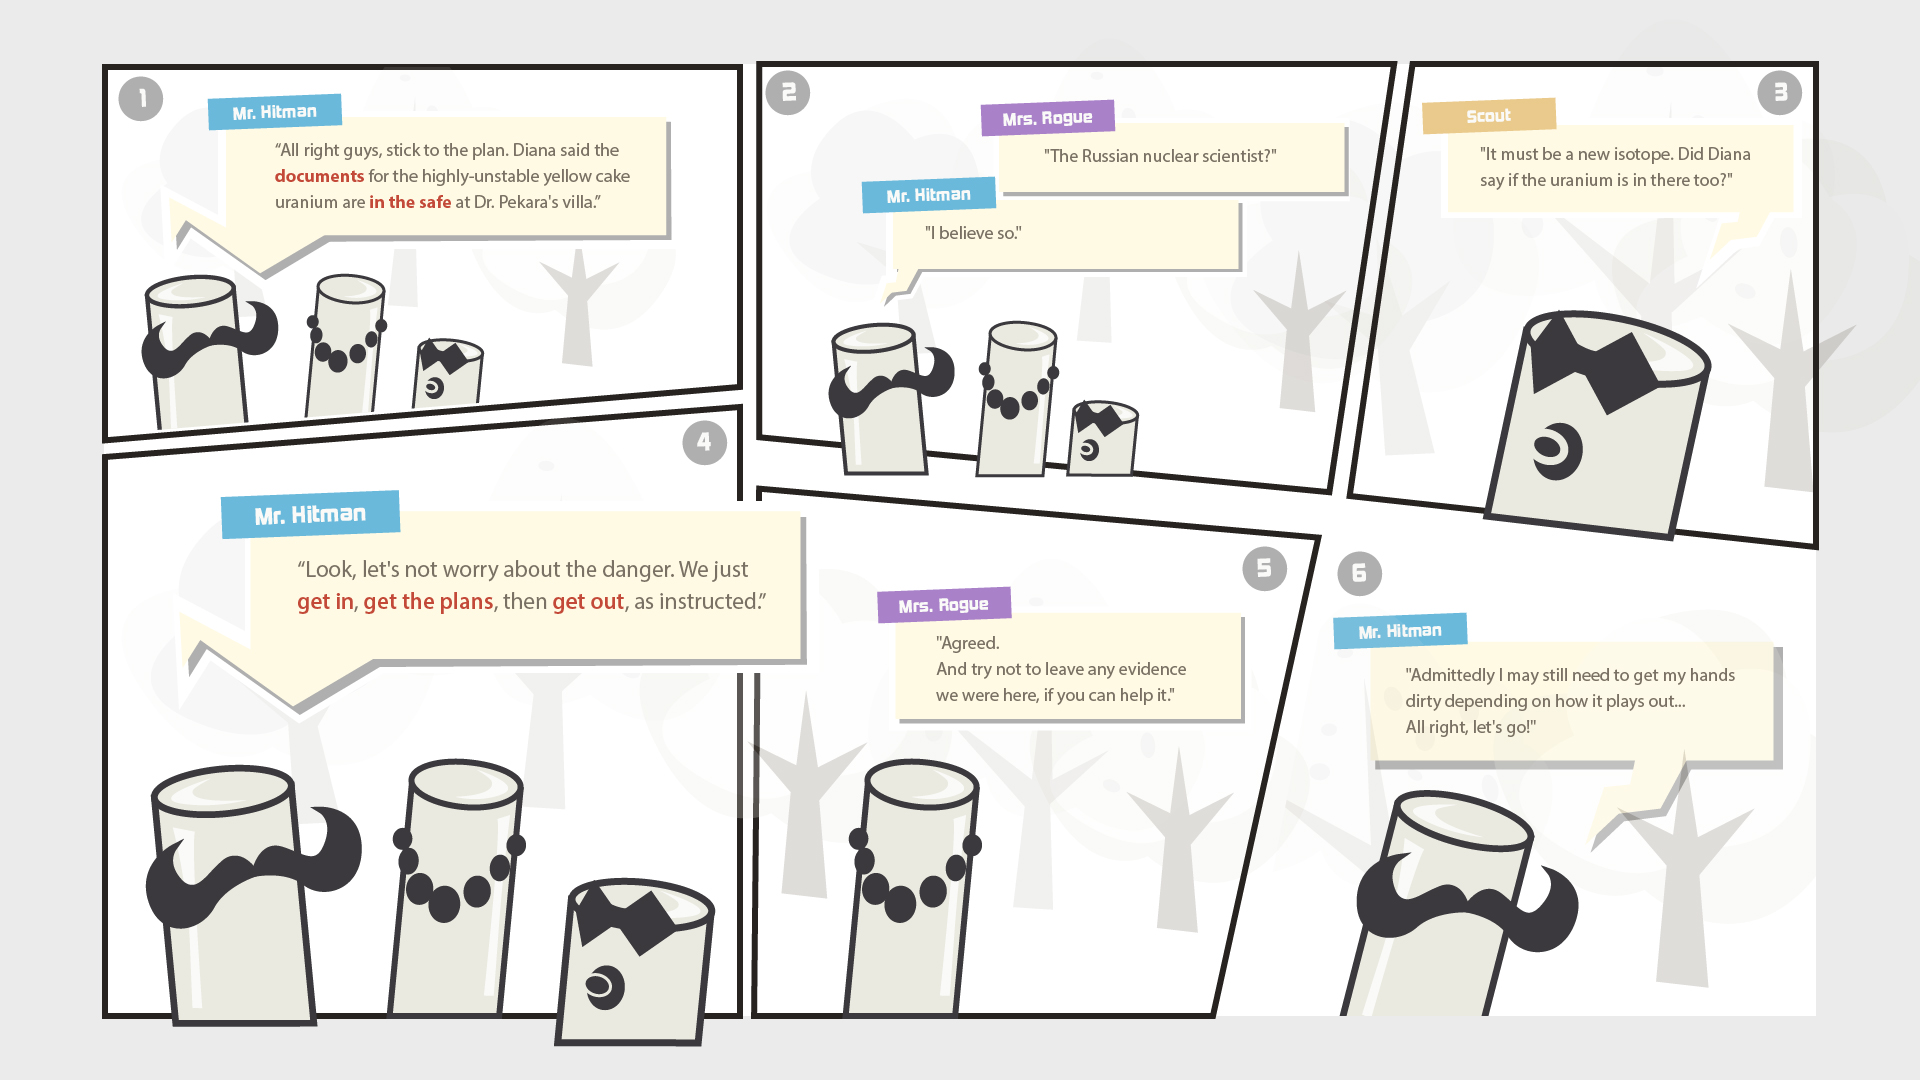 1
Mr. Hitman
“All right guys, stick to the plan. Diana said the
documents for the highly-unstable yellow cake
uranium are in the safe at Dr. Pekara's villa.”
2
Mrs. Rogue
"The Russian nuclear scientist?"
Mr. Hitman
"I believe so."
3
Scout
"It must be a new isotope. Did Diana
say if the uranium is in there too?"
4
Mr. Hitman
“Look, let's not worry about the danger. We just
get in, get the plans, then get out, as instructed.”
5
Mrs. Rogue
"Agreed.
And try not to leave any evidence
we were here, if you can help it."
6
Mr. Hitman
"Admittedly I may still need to get my hands
dirty depending on how it plays out...
All right, let's go!"